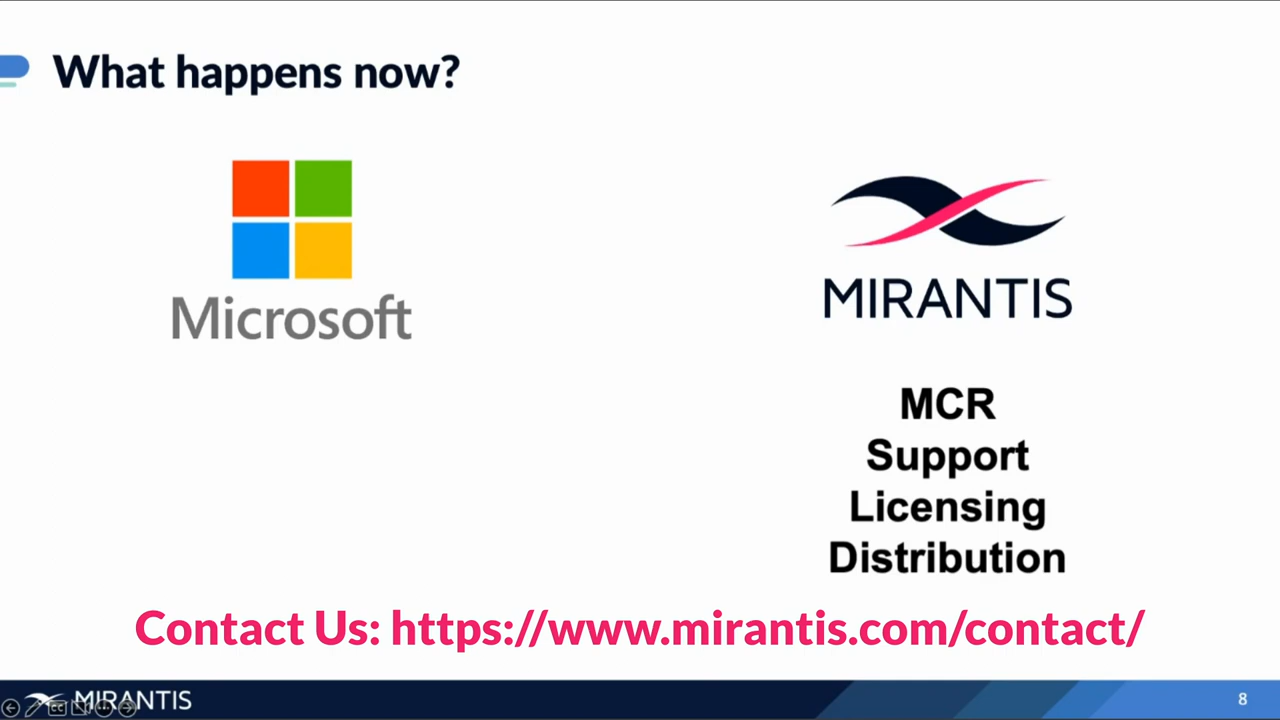 What happens now?
Microsoft
MIRANTIS
MCR
Support
Licensing
Distribution
Contact Us: https://www.mirantis.com/contact/
MIRANTIS
8